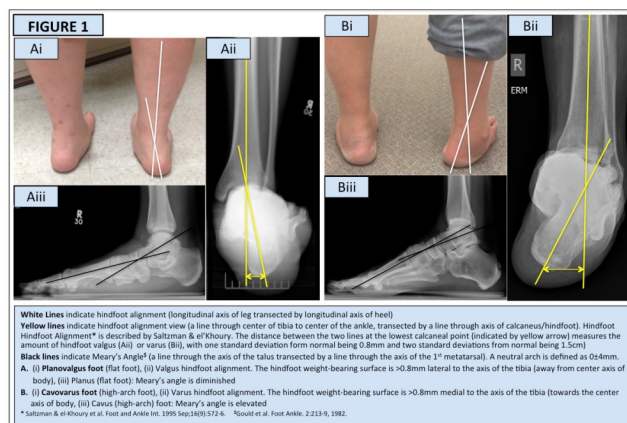 FIGURE 1
Ai
Aii
Bi
Bii
R
ERM
Aiii
R
30
Biii
White Lines indicate hindfoot alignment (longitudinal axis of leg transected by longitudinal axis of heel)
Yellow lines indicate hindfoot alignment view (a line through center of tibia to center of the ankle, transected by a line through axis of calcaneus/hindfoot). Hindfoot
Hindfoot Alignment* is described by Saltzman & el'Khoury. The distance between the two lines at the lowest calcaneal point (indicated by yellow arrow) measures the
amount of hindfoot valgus (Aii) or varus (Bii), with one standard deviation form normal being 0.8mm and two standard deviations from normal being 1.5cm)
Black lines indicate Meary's Angle$ (a line through the axis of the talus transected by a line through the axis of the 1st metatarsal). A neutral arch is defined as 0±4mm.
A. (i) Planovalgus foot (flat foot), (ii) Valgus hindfoot alignment. The hindfoot weight-bearing surface is >0.8mm lateral to the axis of the tibia (away from center axis of
body), (iii) Planus (flat foot): Meary's angle is diminished
B. (i) Cavovarus foot (high-arch foot), (ii) Varus hindfoot alignment. The hindfoot weight-bearing surface is >0.8mm medial to the axis of the tibia (towards the center
axis of body, (iii) Cavus (high-arch) foot: Meary's angle is elevated
* Saltzman & el-Khoury et al. Foot and Ankle Int. 1995 Sep;16(9):572-6. $Gould et al. Foot Ankle. 2:213-9, 1982.